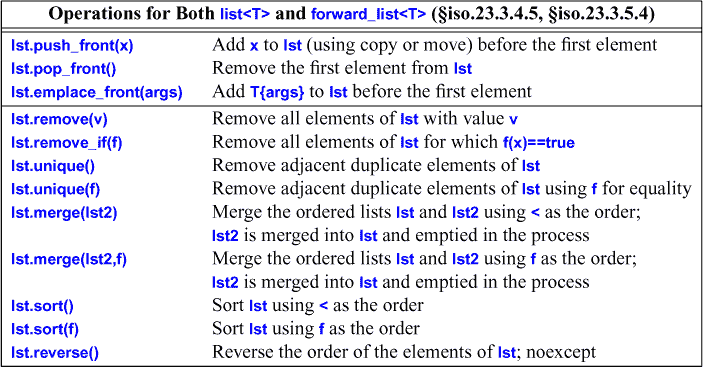 Operations for Both list<T> and forward_list<T> (§iso.23.3.4.5, §iso.23.3.5.4)
lst.push_front(x) Add x to lst (using copy or move) before the first element
lst.pop_front() Remove the first element from lst
lst.emplace_front(args) Add T{args} to lst before the first element
lst.remove(v) Remove all elements of lst with value v
lst.remove_if(f) Remove all elements of lst for which f(x)==true
lst.unique() Remove adjacent duplicate elements of lst
lst.unique(f) Remove adjacent duplicate elements of lst using f for equality
lst.merge(lst2) Merge the ordered lists lst and lst2 using < as the order;
lst2 is merged into lst and emptied in the process
lst.merge(lst2,f) Merge the ordered lists lst and lst2 using f as the order;
lst2 is merged into lst and emptied in the process
lst.sort() Sort lst using < as the order
lst.sort(f) Sort lst using f as the order
lst.reverse() Reverse the order of the elements of lst; noexcept